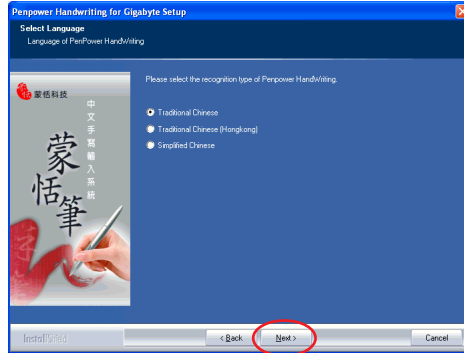 Penpower Handwriting for Gigabyte Setup
Select Language
Language of PenPower HandWriting
Please select the recognition type of Penpower HandWriting.
蒙恬科技
中文手寫輸入系統
蒙恬筆
Traditional Chinese
Traditional Chinese (Hongkong)
Simplified Chinese
InstallShield
< Back
Next >
Cancel